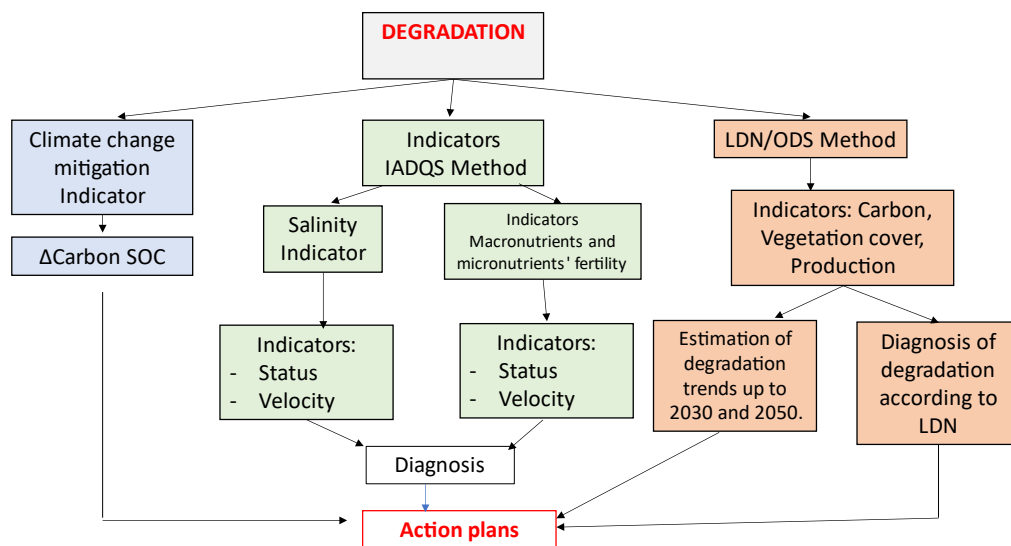 DEGRADATION
Climate change
mitigation
Indicator
Indicators
IADQS Method
LDN/ODS Method
ΔCarbon SOC
Salinity
Indicator
Indicators
Macronutrients and
micronutrients' fertility
Indicators: Carbon,
Vegetation cover,
Production
Indicators:
- Status
- Velocity
Indicators:
- Status
- Velocity
Estimation of
degradation
trends up to
2030 and 2050.
Diagnosis of
degradation
according to
LDN
Diagnosis
Action plans